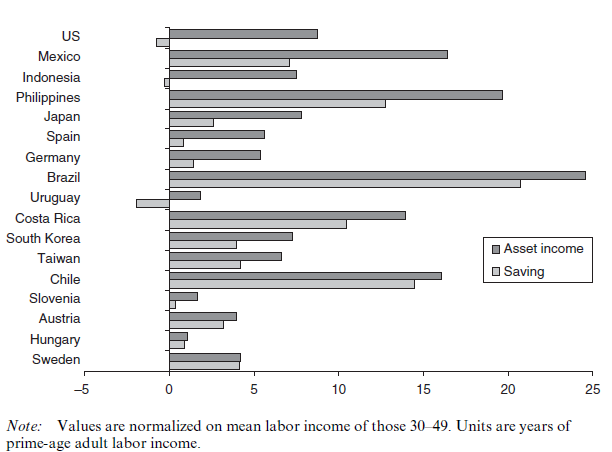 US
Mexico
Indonesia
Philippines
Japan
Spain
Germany
Brazil
Uruguay
Costa Rica
South Korea
Taiwan
Chile
Slovenia
Austria
Hungary
Sweden
Asset income
Saving
–5 0 5 10 15 20 25
Note: Values are normalized on mean labor income of those 30–49. Units are years of
prime-age adult labor income.